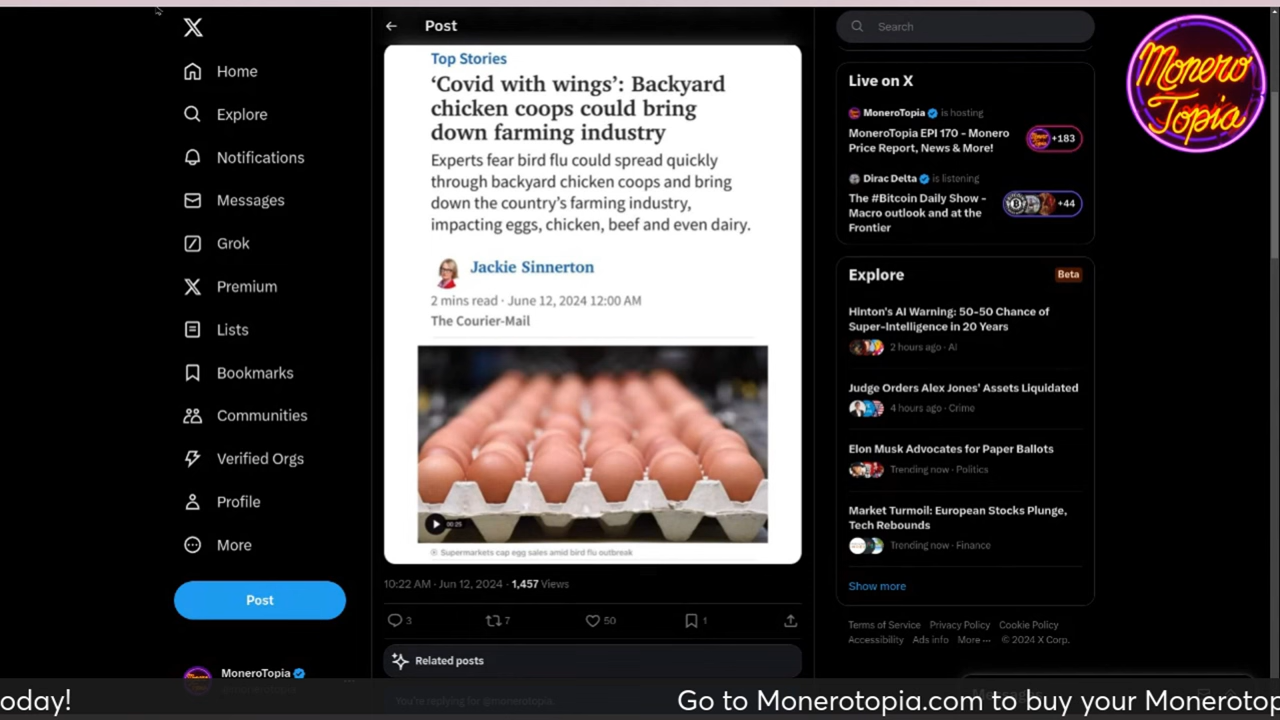 Home
Explore
Notifications
Messages
Grok
Premium
Lists
Bookmarks
Communities
Verified Orgs
Profile
More
Post
MoneroTopia
Post
Top Stories
‘Covid with wings’: Backyard
chicken coops could bring
down farming industry
Experts fear bird flu could spread quickly
through backyard chicken coops and bring
down the country’s farming industry,
impacting eggs, chicken, beef and even dairy.
Jackie Sinnerton
2 mins read · June 12, 2024 12:00 AM
The Courier-Mail
00:25
Supermarkets cap egg sales amid bird flu outbreak
10:22 AM · Jun 12, 2024 · 1,457 Views
3 7 50 1
Related posts
You're replying for @monerotopia
Search
Live on X
MoneroTopia is hosting
MoneroTopia EPI 170 - Monero
Price Report, News & More!
+183
Dirac Delta is listening
The #Bitcoin Daily Show -
Macro outlook and at the
Frontier
+44
Explore
Beta
Hinton's AI Warning: 50-50 Chance of
Super-Intelligence in 20 Years
2 hours ago · AI
Judge Orders Alex Jones' Assets Liquidated
4 hours ago · Crime
Elon Musk Advocates for Paper Ballots
Trending now · Politics
Market Turmoil: European Stocks Plunge,
Tech Rebounds
Trending now · Finance
Show more
Terms of Service Privacy Policy Cookie Policy
Accessibility Ads info More ··· © 2024 X Corp.
Monero
Topia
oday! Go to Monerotopia.com to buy your Monerotop